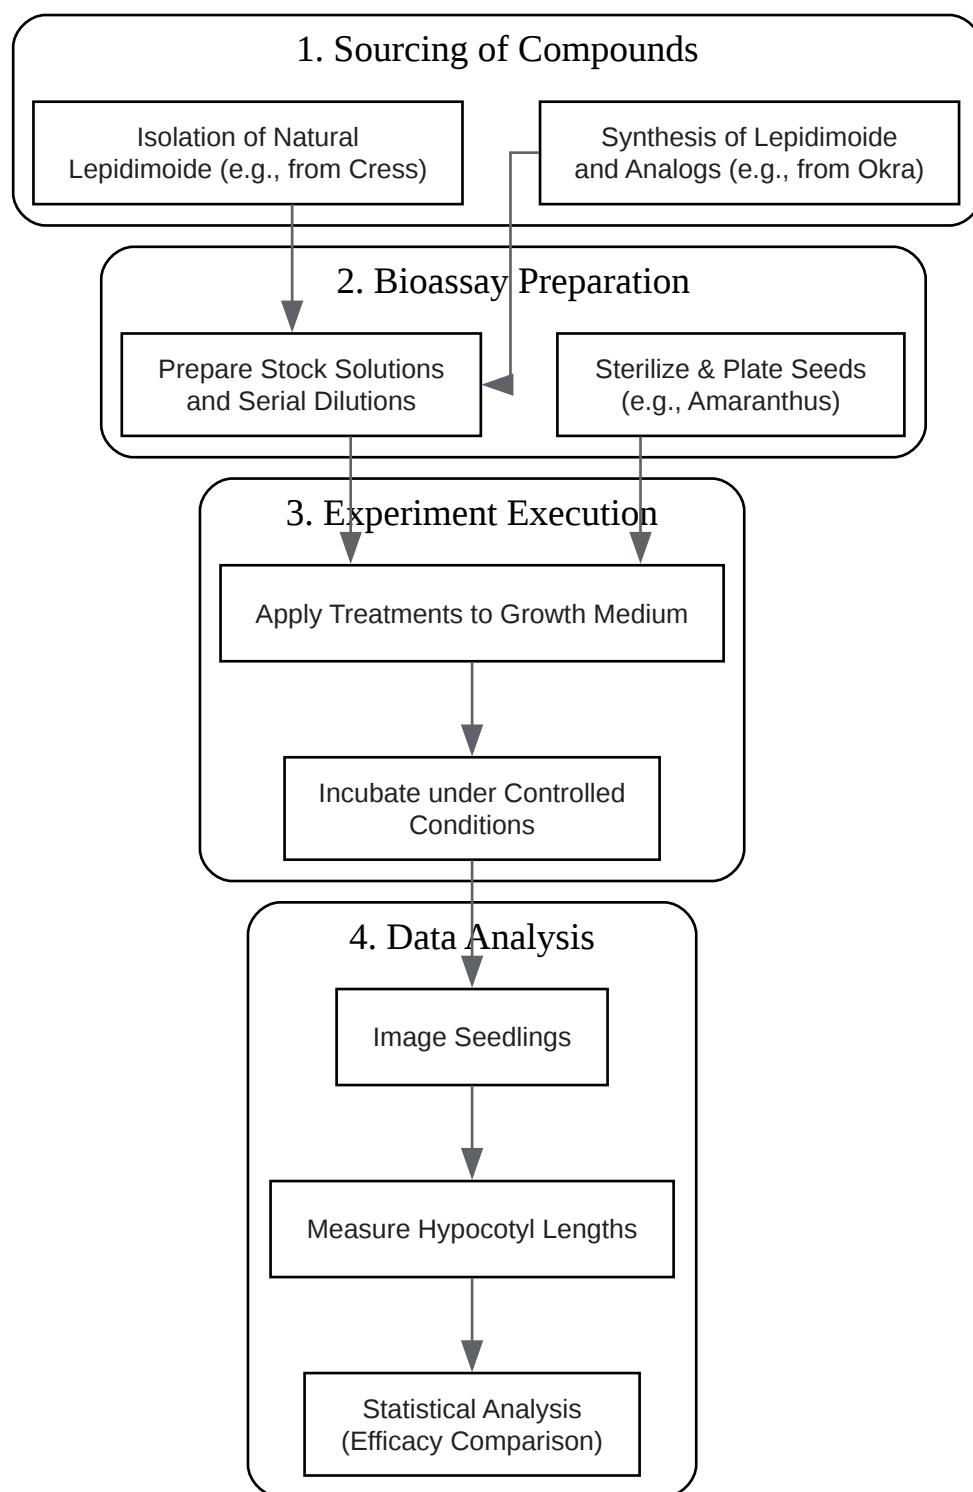 1. Sourcing of Compounds
Isolation of Natural
Lepidimoide (e.g., from Cress)
Synthesis of Lepidimoide
and Analogs (e.g., from Okra)
2. Bioassay Preparation
Prepare Stock Solutions
and Serial Dilutions
Sterilize & Plate Seeds
(e.g., Amaranthus)
3. Experiment Execution
Apply Treatments to Growth Medium
Incubate under Controlled
Conditions
4. Data Analysis
Image Seedlings
Measure Hypocotyl Lengths
Statistical Analysis
(Efficacy Comparison)